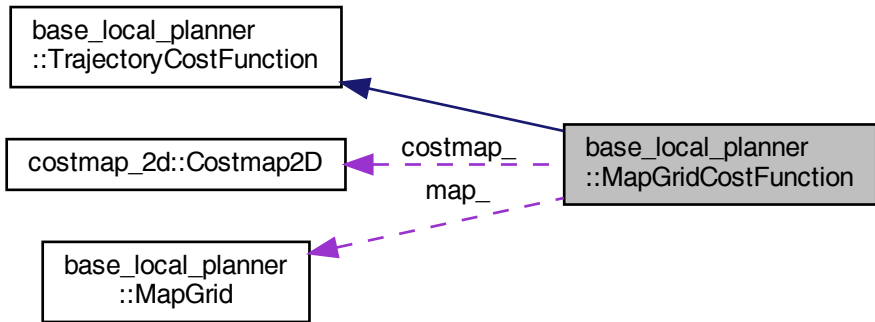 base_local_planner
::TrajectoryCostFunction
costmap_2d::Costmap2D
costmap_
map_
base_local_planner
::MapGridCostFunction
base_local_planner
::MapGrid